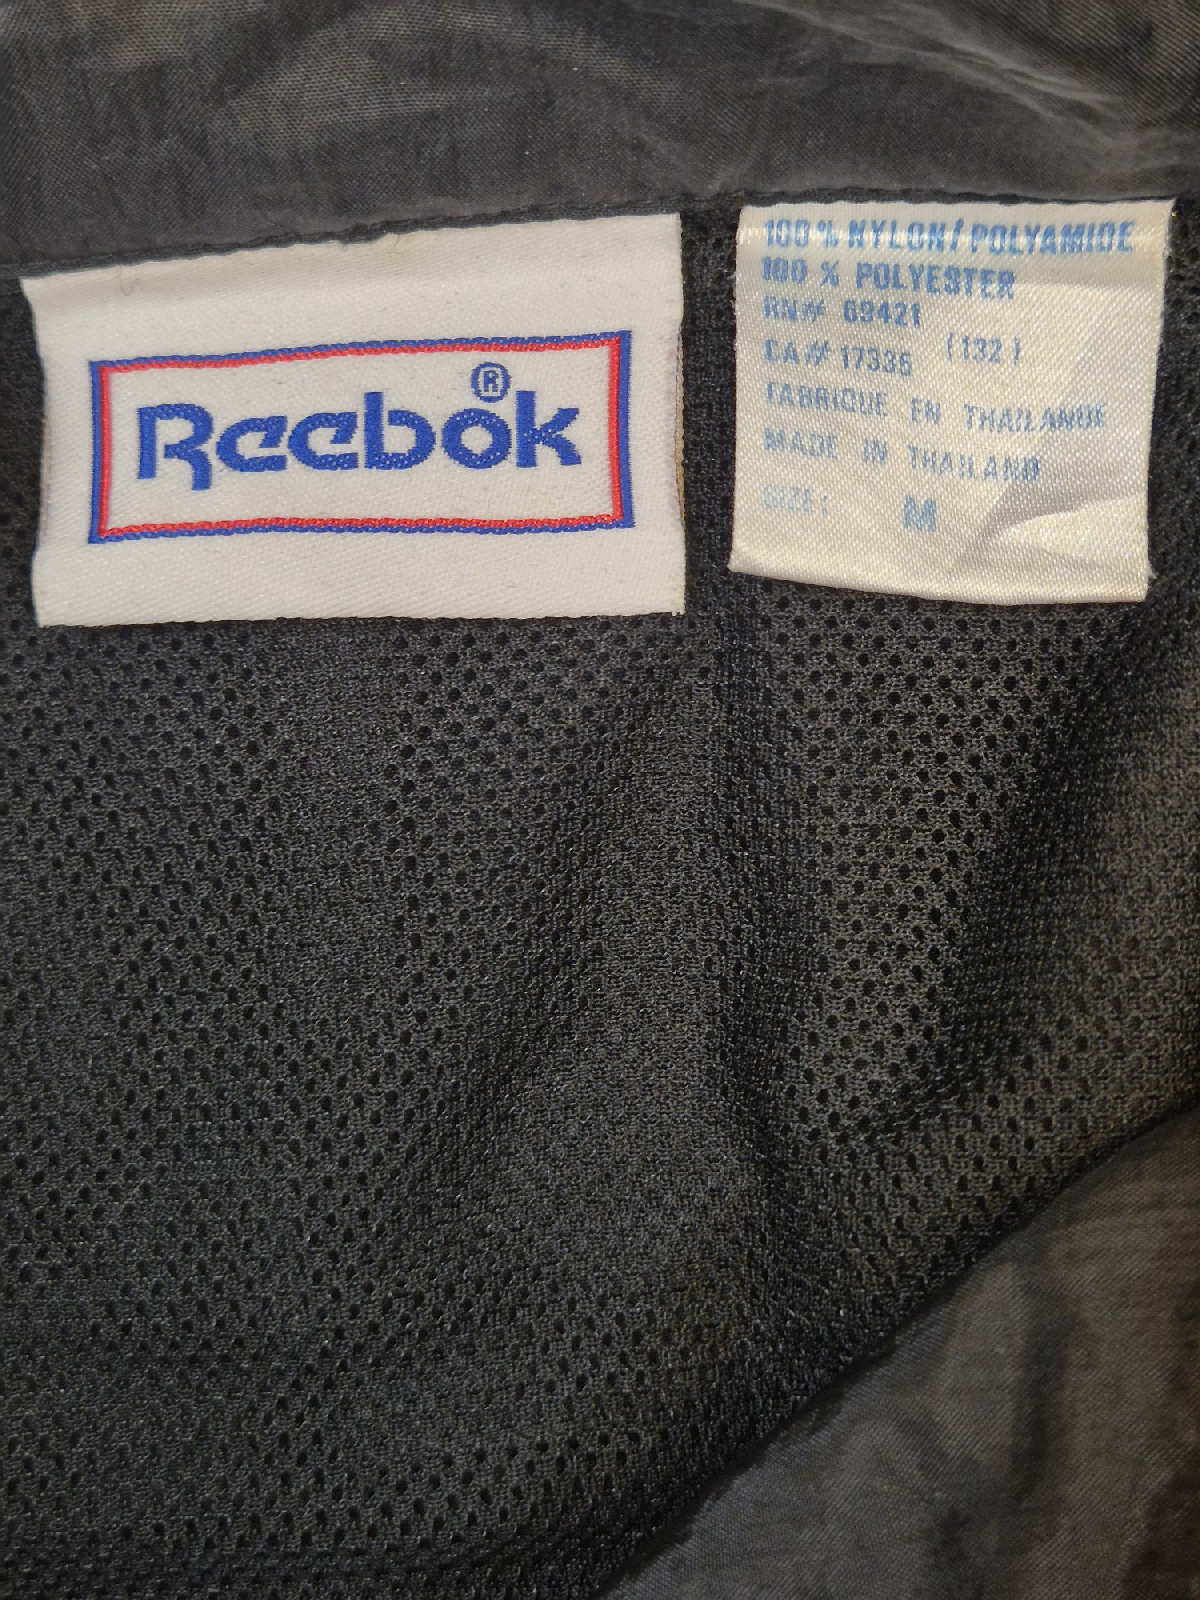 Reebok®
100 % NYLON/POLYAMIDE
100 % POLYESTER
RN# 69421
CA# 17335 (132)
FABRIQUE EN THAILANDE
MADE IN THAILAND
SIZE: M